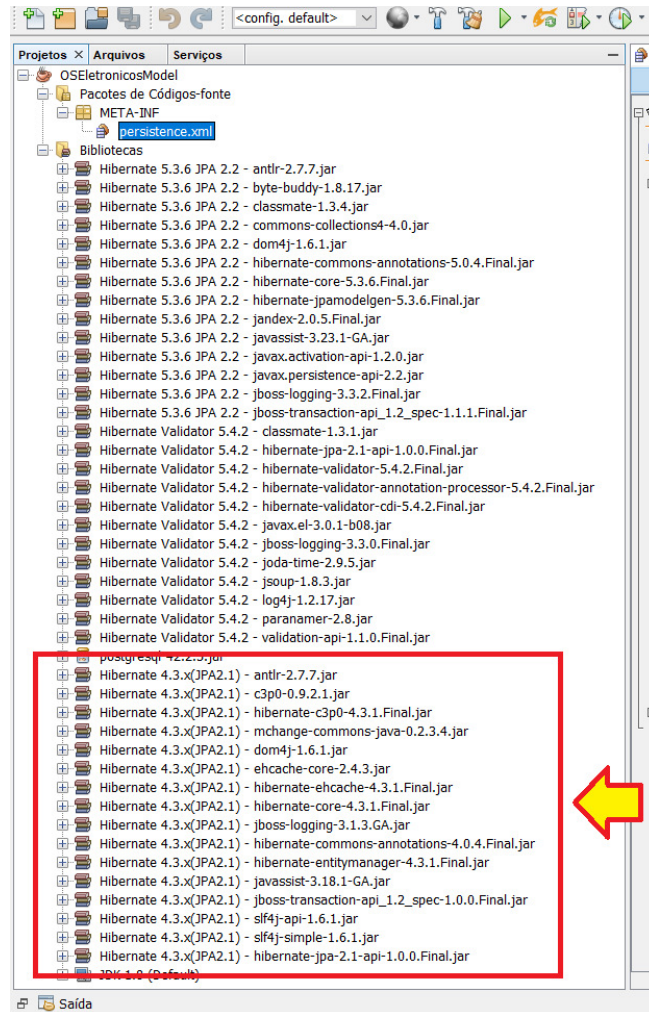 <config. default>
Projetos
Arquivos
Serviços
OSEletronicosModel
Pacotes de Códigos-fonte
META-INF
persistence.xml
Bibliotecas
Hibernate 5.3.6 JPA 2.2 - antlr-2.7.7.jar
Hibernate 5.3.6 JPA 2.2 - byte-buddy-1.8.17.jar
Hibernate 5.3.6 JPA 2.2 - classmate-1.3.4.jar
Hibernate 5.3.6 JPA 2.2 - commons-collections4-4.0.jar
Hibernate 5.3.6 JPA 2.2 - dom4j-1.6.1.jar
Hibernate 5.3.6 JPA 2.2 - hibernate-commons-annotations-5.0.4.Final.jar
Hibernate 5.3.6 JPA 2.2 - hibernate-core-5.3.6.Final.jar
Hibernate 5.3.6 JPA 2.2 - hibernate-jpamodelgen-5.3.6.Final.jar
Hibernate 5.3.6 JPA 2.2 - jandex-2.0.5.Final.jar
Hibernate 5.3.6 JPA 2.2 - javassist-3.23.1-GA.jar
Hibernate 5.3.6 JPA 2.2 - javax.activation-api-1.2.0.jar
Hibernate 5.3.6 JPA 2.2 - javax.persistence-api-2.2.jar
Hibernate 5.3.6 JPA 2.2 - jboss-logging-3.3.2.Final.jar
Hibernate 5.3.6 JPA 2.2 - jboss-transaction-api_1.2_spec-1.1.1.Final.jar
Hibernate Validator 5.4.2 - classmate-1.3.1.jar
Hibernate Validator 5.4.2 - hibernate-jpa-2.1-api-1.0.0.Final.jar
Hibernate Validator 5.4.2 - hibernate-validator-5.4.2.Final.jar
Hibernate Validator 5.4.2 - hibernate-validator-annotation-processor-5.4.2.Final.jar
Hibernate Validator 5.4.2 - hibernate-validator-cdi-5.4.2.Final.jar
Hibernate Validator 5.4.2 - javax.el-3.0.1-b08.jar
Hibernate Validator 5.4.2 - jboss-logging-3.3.0.Final.jar
Hibernate Validator 5.4.2 - joda-time-2.9.5.jar
Hibernate Validator 5.4.2 - jsoup-1.8.3.jar
Hibernate Validator 5.4.2 - log4j-1.2.17.jar
Hibernate Validator 5.4.2 - paranamer-2.8.jar
Hibernate Validator 5.4.2 - validation-api-1.1.0.Final.jar
postgresql-42.2.5.jar
Hibernate 4.3.x(JPA2.1) - antlr-2.7.7.jar
Hibernate 4.3.x(JPA2.1) - c3p0-0.9.2.1.jar
Hibernate 4.3.x(JPA2.1) - hibernate-c3p0-4.3.1.Final.jar
Hibernate 4.3.x(JPA2.1) - mchange-commons-java-0.2.3.4.jar
Hibernate 4.3.x(JPA2.1) - dom4j-1.6.1.jar
Hibernate 4.3.x(JPA2.1) - ehcache-core-2.4.3.jar
Hibernate 4.3.x(JPA2.1) - hibernate-ehcache-4.3.1.Final.jar
Hibernate 4.3.x(JPA2.1) - hibernate-core-4.3.1.Final.jar
Hibernate 4.3.x(JPA2.1) - jboss-logging-3.1.3.GA.jar
Hibernate 4.3.x(JPA2.1) - hibernate-commons-annotations-4.0.4.Final.jar
Hibernate 4.3.x(JPA2.1) - hibernate-entitymanager-4.3.1.Final.jar
Hibernate 4.3.x(JPA2.1) - javassist-3.18.1-GA.jar
Hibernate 4.3.x(JPA2.1) - jboss-transaction-api_1.2_spec-1.0.0.Final.jar
Hibernate 4.3.x(JPA2.1) - slf4j-api-1.6.1.jar
Hibernate 4.3.x(JPA2.1) - slf4j-simple-1.6.1.jar
Hibernate 4.3.x(JPA2.1) - hibernate-jpa-2.1-api-1.0.0.Final.jar
JDK 1.8 (Default)
Saída